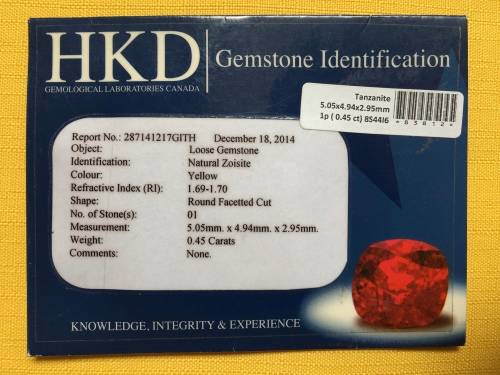 HKD
GEMOLOGICAL LABORATORIES CANADA
Gemstone Identification
Tanzanite
5.05x4.94x2.95mm
1p ( 0.45 ct) 8S44I6
*83812*
Report No.: 287141217GITH December 18, 2014
Object: Loose Gemstone
Identification: Natural Zoisite
Colour: Yellow
Refractive Index (RI): 1.69-1.70
Shape: Round Facetted Cut
No. of Stone(s): 01
Measurement: 5.05mm. x 4.94mm x 2.95mm.
Weight: 0.45 Carats
Comments: None.
KNOWLEDGE, INTEGRITY & EXPERIENCE